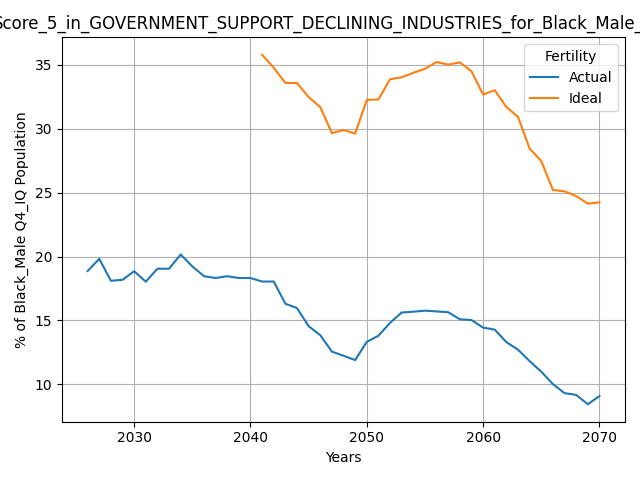 Score_5_in_GOVERNMENT_SUPPORT_DECLINING_INDUSTRIES_for_Black_Male_
Fertility
Actual
Ideal
% of Black_Male Q4_IQ Population
35
30
25
20
15
10
2030
2040
2050
2060
2070
Years